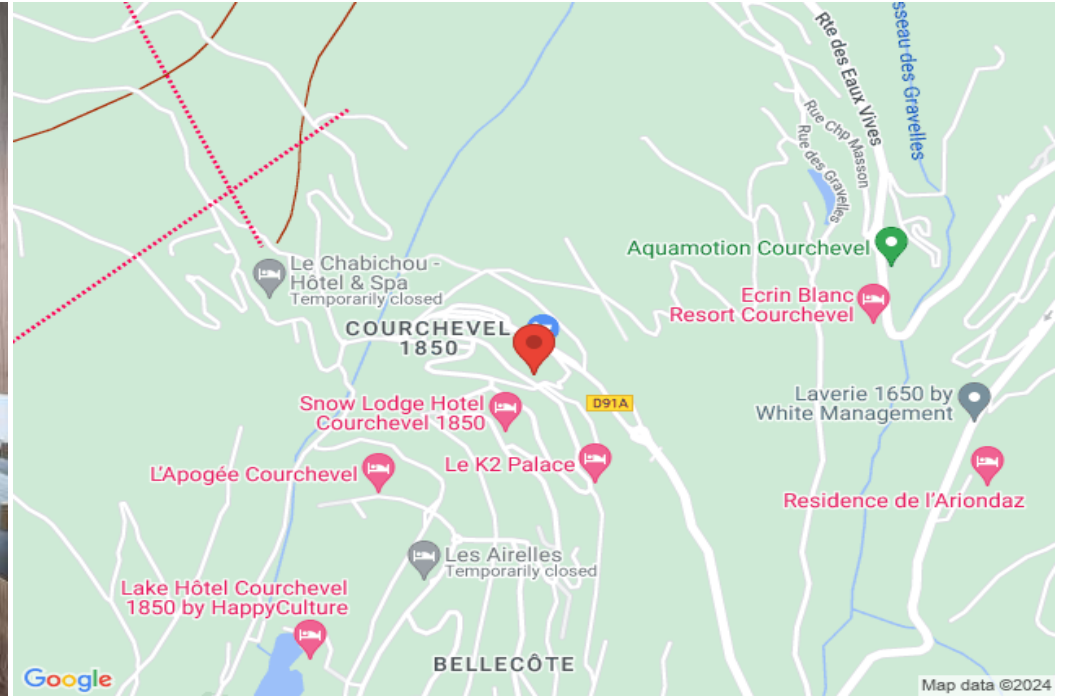 Rte des Eaux Vives
sseau des Gravelles
Rue Chp Masson
Rue des Gravelles
Aquamotion Courchevel
Le Chabichou -
Hôtel & Spa
Temporarily closed
Ecrin Blanc
Resort Courchevel
COURCHEVEL
1850
Laverie 1650 by
White Management
Snow Lodge Hotel
Courchevel 1850
D91A
L'Apogée Courchevel
Le K2 Palace
Residence de l'Ariondaz
Les Airelles
Temporarily closed
Lake Hôtel Courchevel
1850 by HappyCulture
BELLECÔTE
Google
Map data ©2024